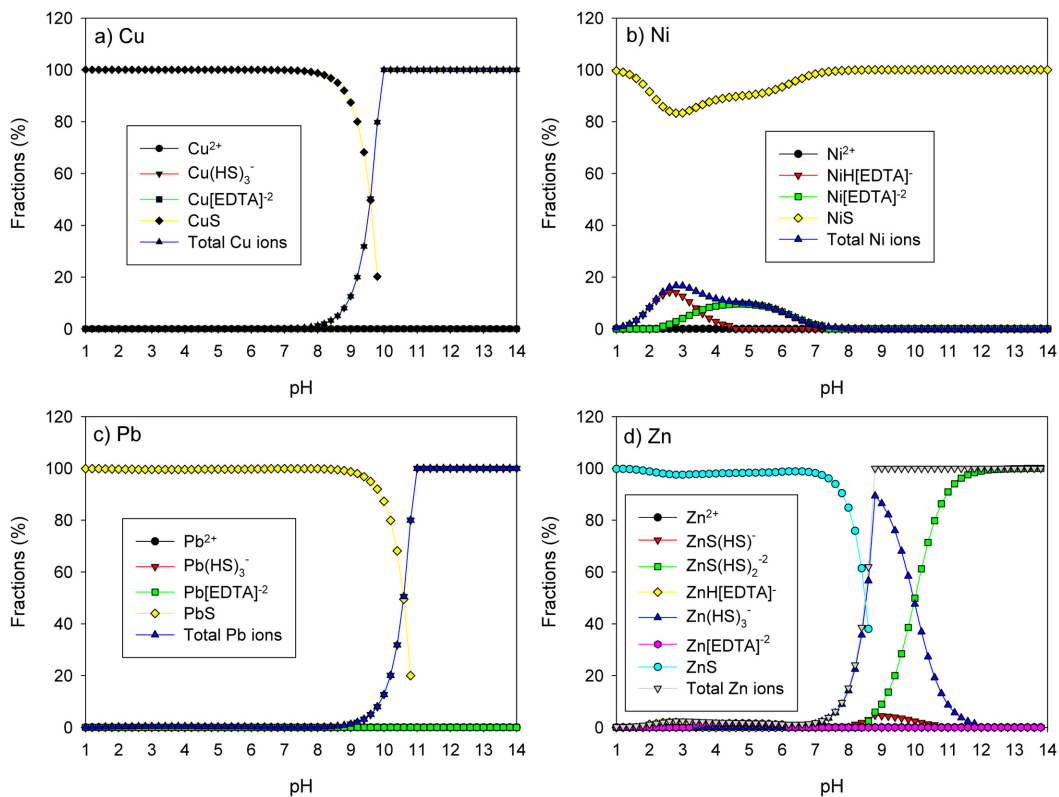 a) Cu
Fractions (%)
120
100
80
60
40
20
0
Cu²⁺
Cu(HS)₃⁻
Cu[EDTA]⁻²
CuS
Total Cu ions
1 2 3 4 5 6 7 8 9 10 11 12 13 14
pH
b) Ni
Fractions (%)
120
100
80
60
40
20
0
Ni²⁺
NiH[EDTA]⁻
Ni[EDTA]⁻²
NiS
Total Ni ions
1 2 3 4 5 6 7 8 9 10 11 12 13 14
pH
c) Pb
Fractions (%)
120
100
80
60
40
20
0
Pb²⁺
Pb(HS)₃⁻
Pb[EDTA]⁻²
PbS
Total Pb ions
1 2 3 4 5 6 7 8 9 10 11 12 13 14
pH
d) Zn
Fractions (%)
120
100
80
60
40
20
0
Zn²⁺
ZnS(HS)⁻
ZnS(HS)₂⁻²
ZnH[EDTA]⁻
Zn(HS)₃⁻
Zn[EDTA]⁻²
ZnS
Total Zn ions
1 2 3 4 5 6 7 8 9 10 11 12 13 14
pH